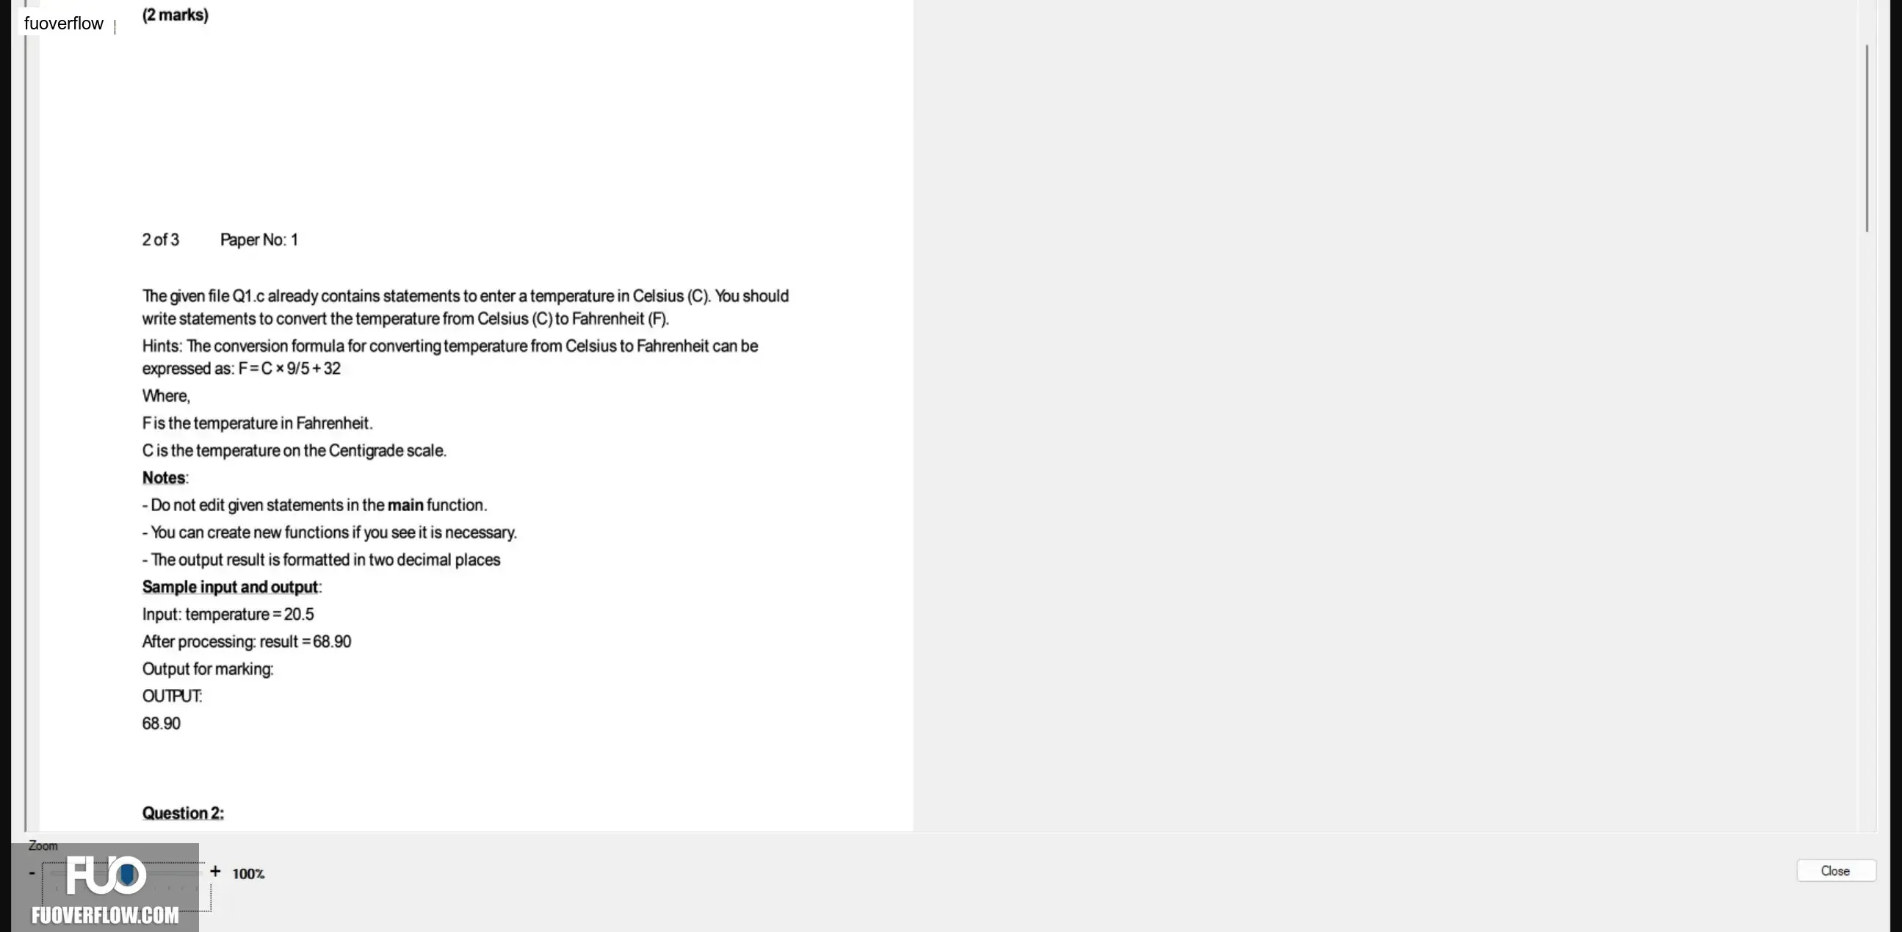 fuoverflow
(2 marks)
2 of 3 Paper No: 1
The given file Q1.c already contains statements to enter a temperature in Celsius (C). You should
write statements to convert the temperature from Celsius (C) to Fahrenheit (F).
Hints: The conversion formula for converting temperature from Celsius to Fahrenheit can be
expressed as: F = C × 9/5 + 32
Where,
F is the temperature in Fahrenheit.
C is the temperature on the Centigrade scale.
Notes:
- Do not edit given statements in the main function.
- You can create new functions if you see it is necessary.
- The output result is formatted in two decimal places
Sample input and output:
Input: temperature = 20.5
After processing: result = 68.90
Output for marking:
OUTPUT:
68.90
Question 2:
Zoom
- + 100%
Close
FUO
FUOVERFLOW.COM